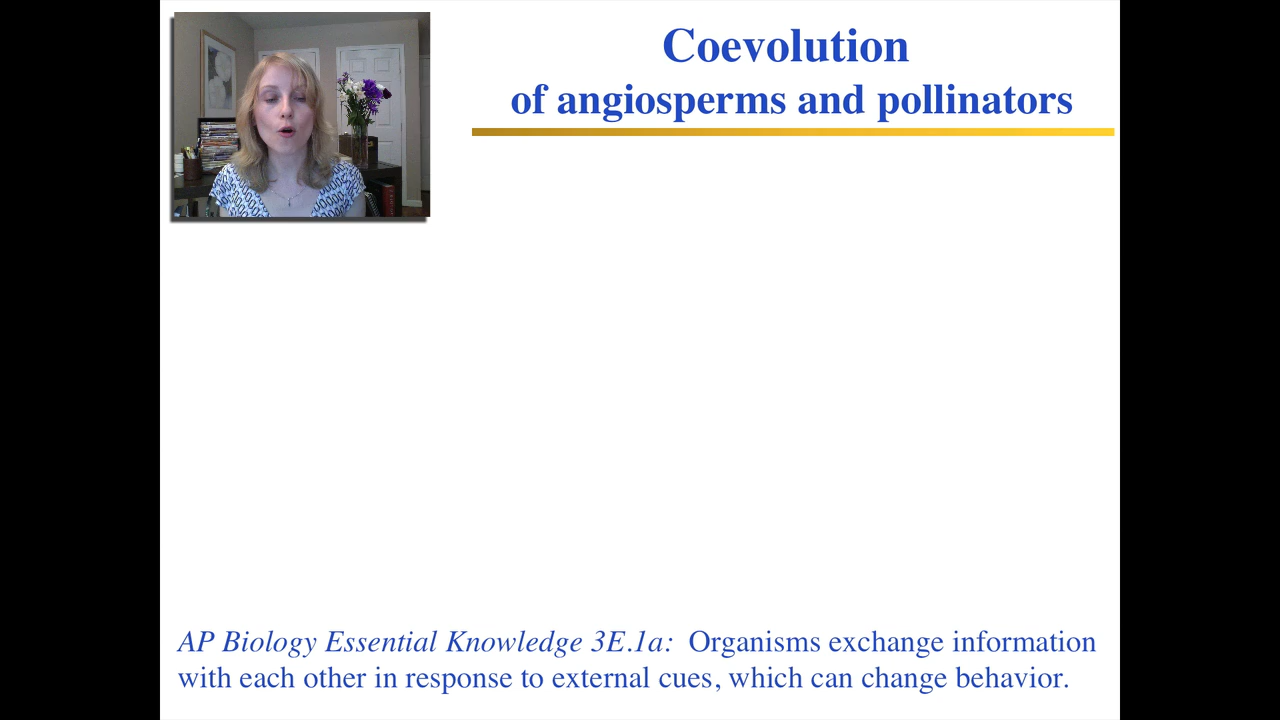 Coevolution
of angiosperms and pollinators
AP Biology Essential Knowledge 3E.1a: Organisms exchange information
with each other in response to external cues, which can change behavior.